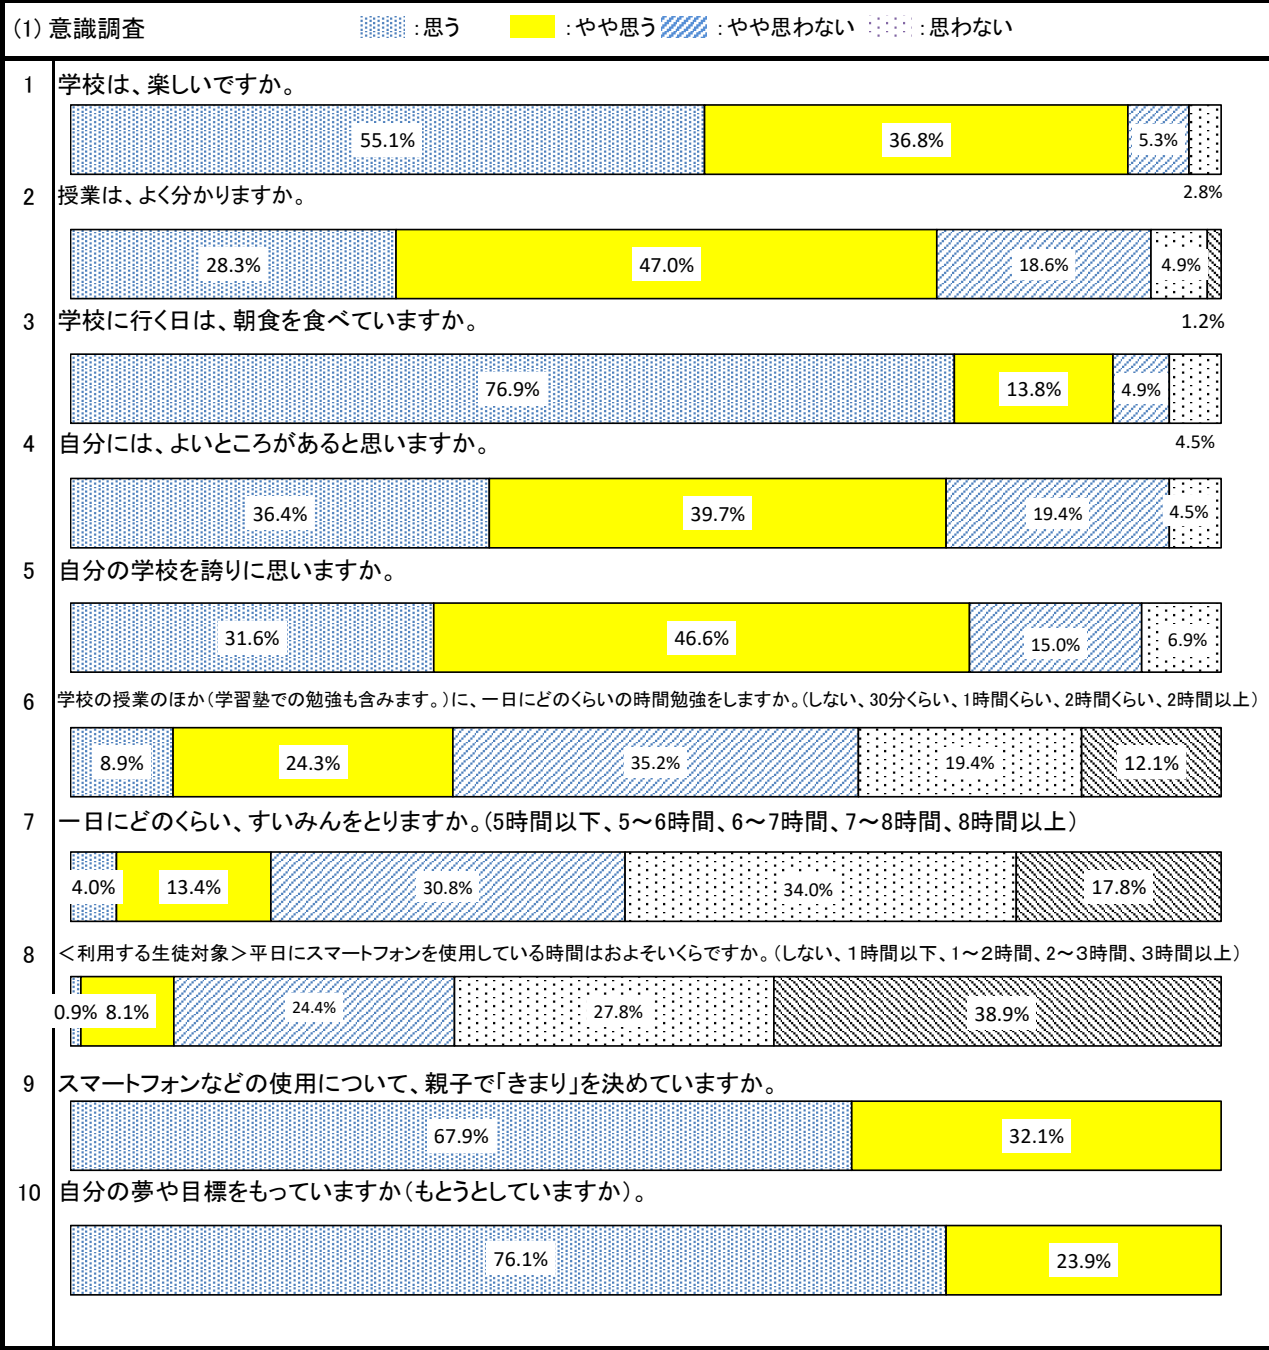 (1) 意識調査 :思う :やや思う :やや思わない :思わない
1 学校は、楽しいですか。
55.1% 36.8% 5.3%
2.8%
2 授業は、よく分かりますか。
28.3% 47.0% 18.6% 4.9%
1.2%
3 学校に行く日は、朝食を食べていますか。
76.9% 13.8% 4.9%
4.5%
4 自分には、よいところがあると思いますか。
36.4% 39.7% 19.4% 4.5%
5 自分の学校を誇りに思いますか。
31.6% 46.6% 15.0% 6.9%
6 学校の授業のほか(学習塾での勉強も含みます。)に、一日にどのくらいの時間勉強をしますか。(しない、30分くらい、1時間くらい、2時間くらい、2時間以上)
8.9% 24.3% 35.2% 19.4% 12.1%
7 一日にどのくらい、すいみんをとりますか。(5時間以下、5～6時間、6～7時間、7～8時間、8時間以上)
4.0% 13.4% 30.8% 34.0% 17.8%
8 ＜利用する生徒対象＞平日にスマートフォンを使用している時間はおよそいくらですか。(しない、1時間以下、1～2時間、2～3時間、3時間以上)
0.9% 8.1% 24.4% 27.8% 38.9%
9 スマートフォンなどの使用について、親子で「きまり」を決めていますか。
67.9% 32.1%
10 自分の夢や目標をもっていますか(もとうとしていますか)。
76.1% 23.9%